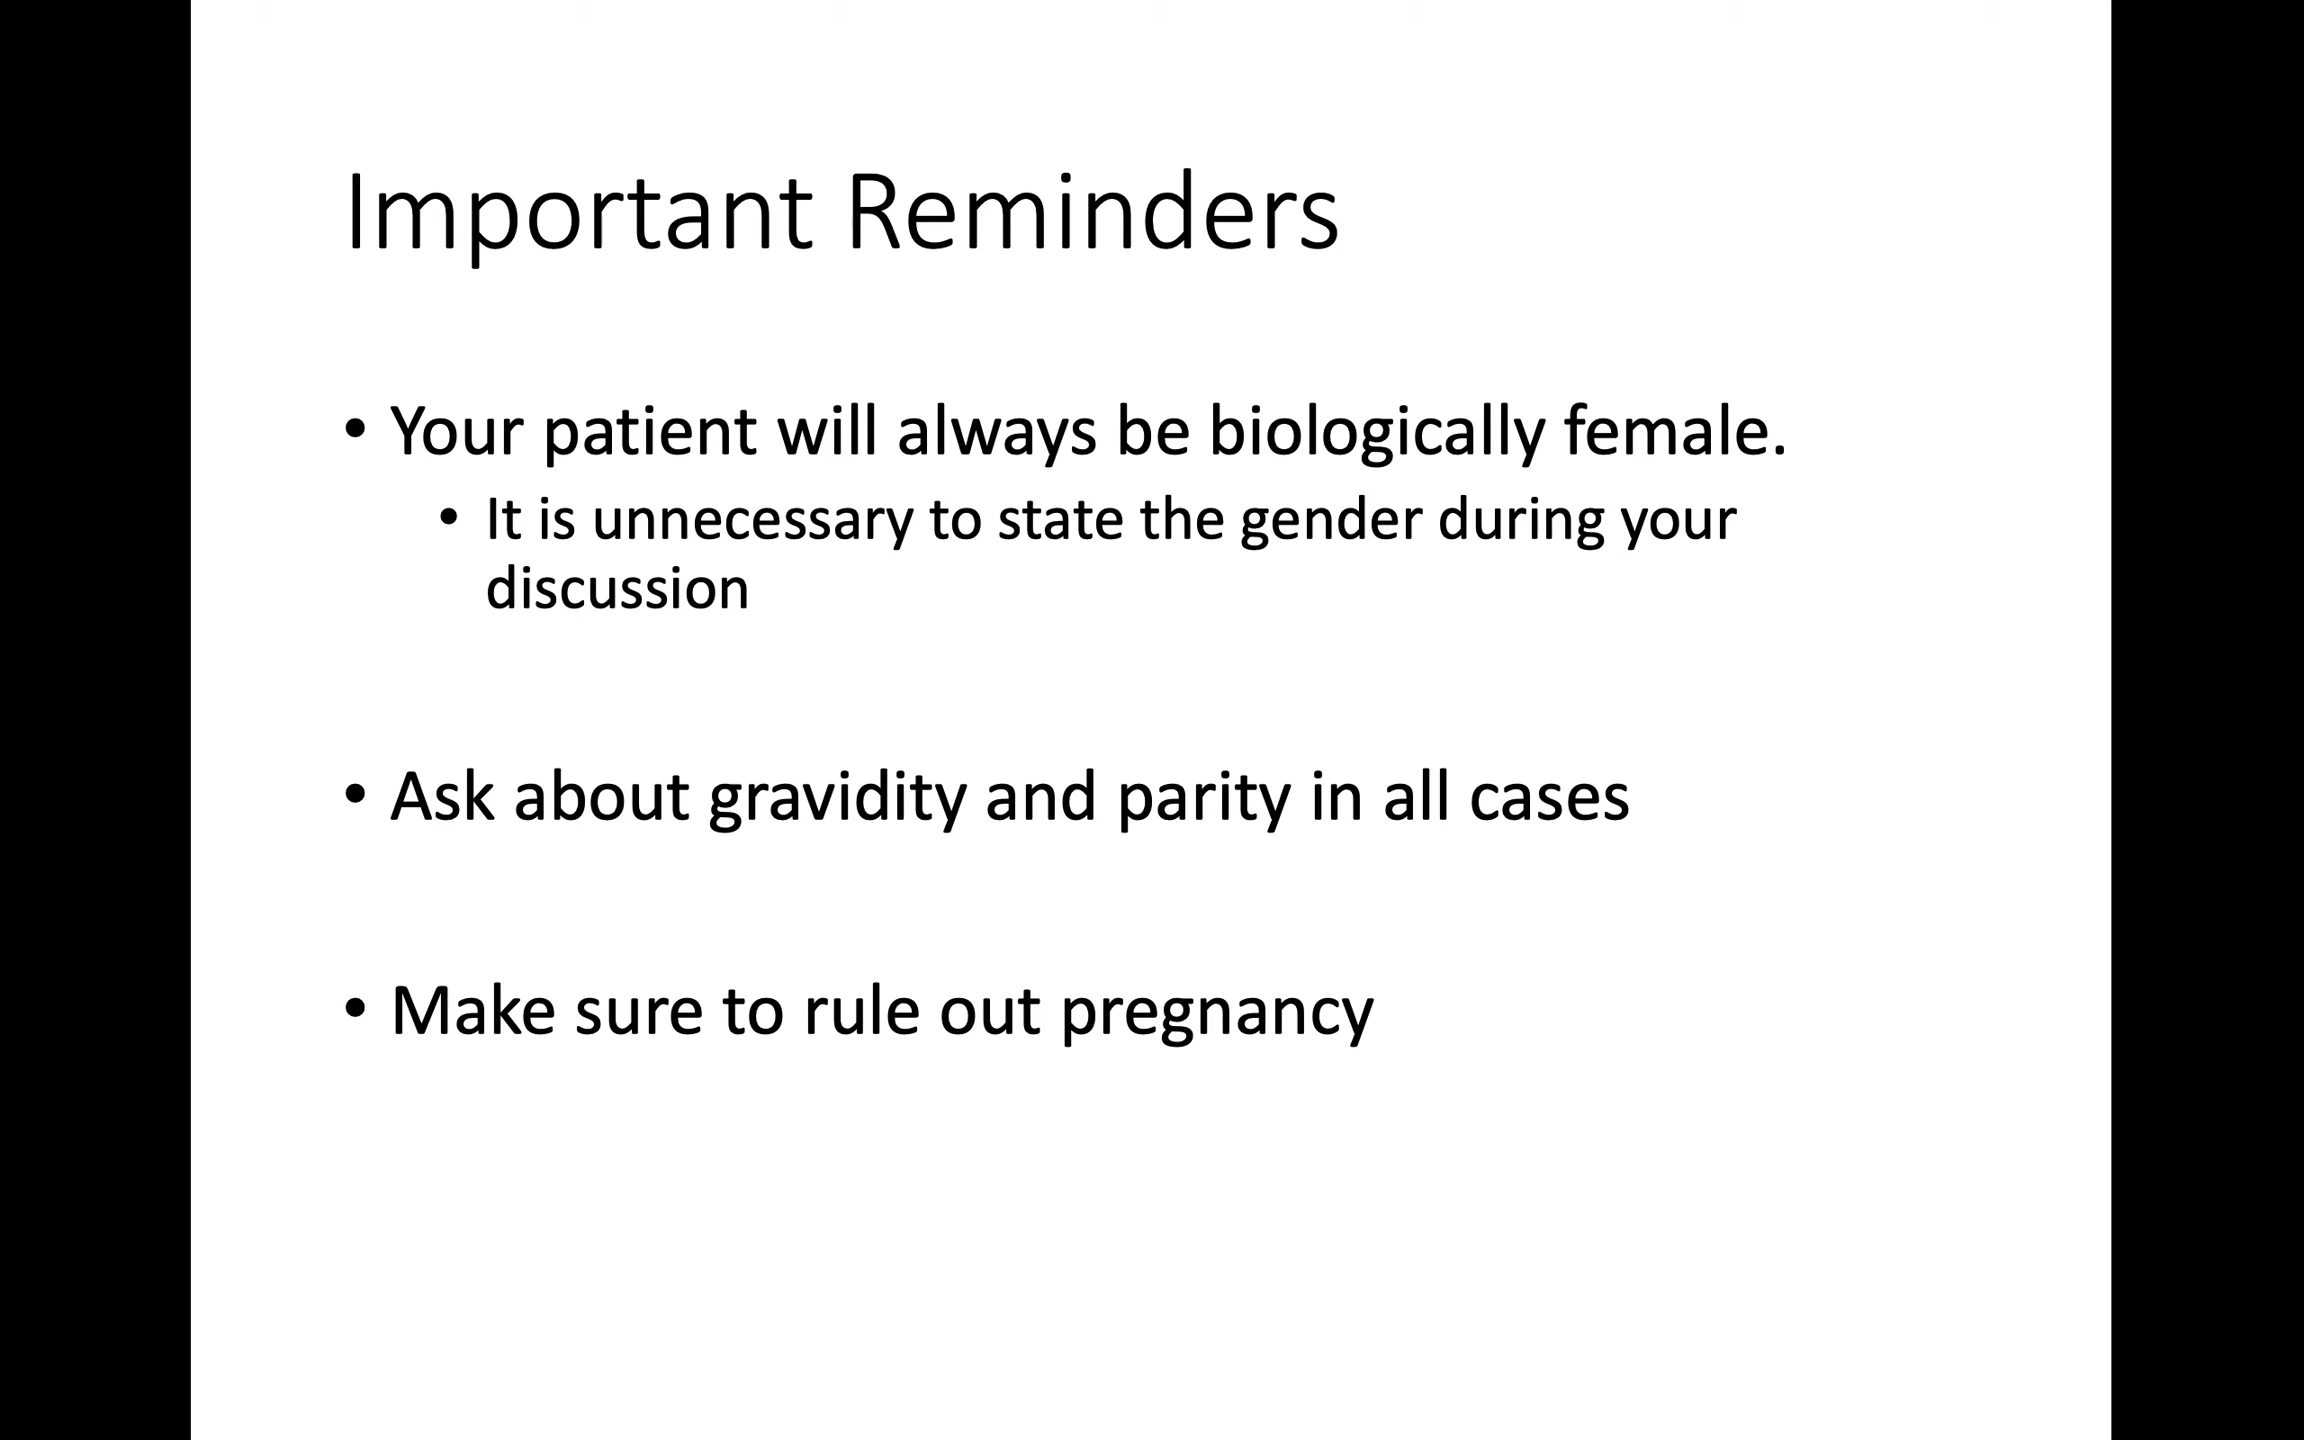 Important Reminders
• Your patient will always be biologically female.
• It is unnecessary to state the gender during your
discussion
• Ask about gravidity and parity in all cases
• Make sure to rule out pregnancy